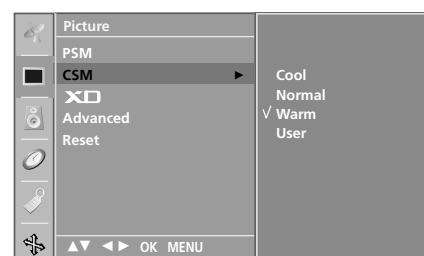 Picture
PSM
CSM ►
XD
Advanced
Reset
▲▼ ◄► OK MENU
Cool
Normal
√ Warm
User